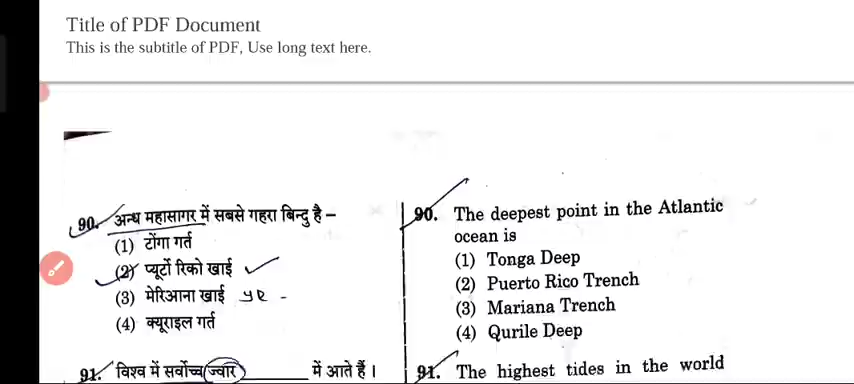 Title of PDF Document
This is the subtitle of PDF, Use long text here.
90. अन्ध महासागर में सबसे गहरा बिन्दु है –
(1) टोंगा गर्त
(2) प्यूर्टो रिको खाई
(3) मेरिआना खाई
(4) क्यूराइल गर्त
91. विश्व में सर्वोच्च ज्वार ________ में आते हैं ।
90. The deepest point in the Atlantic
ocean is
(1) Tonga Deep
(2) Puerto Rico Trench
(3) Mariana Trench
(4) Qurile Deep
91. The highest tides in the world